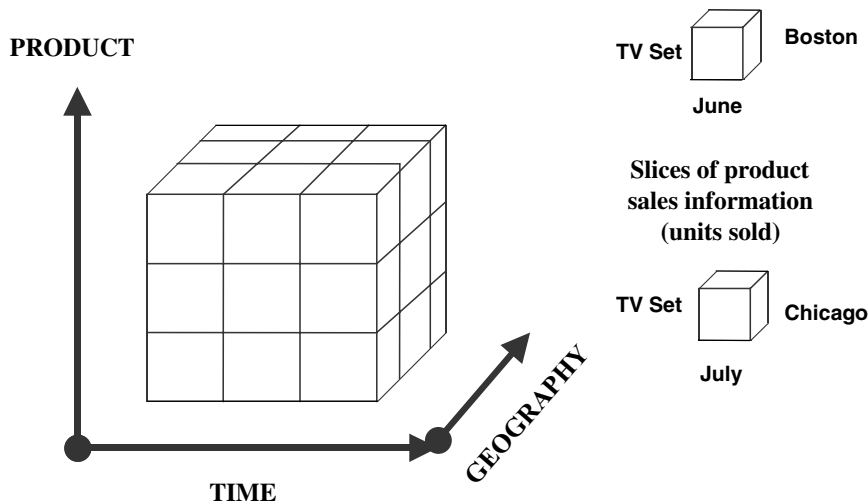 PRODUCT
TIME
GEOGRAPHY
TV Set
Boston
June
Slices of product
sales information
(units sold)
TV Set
Chicago
July